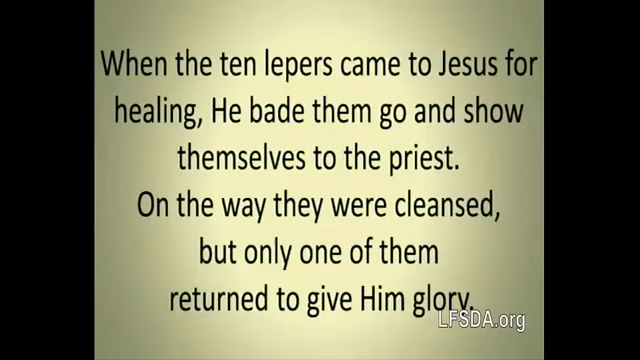 When the ten lepers came to Jesus for
healing, He bade them go and show
themselves to the priest.
On the way they were cleansed,
but only one of them
returned to give Him glory.
LFSDA.org